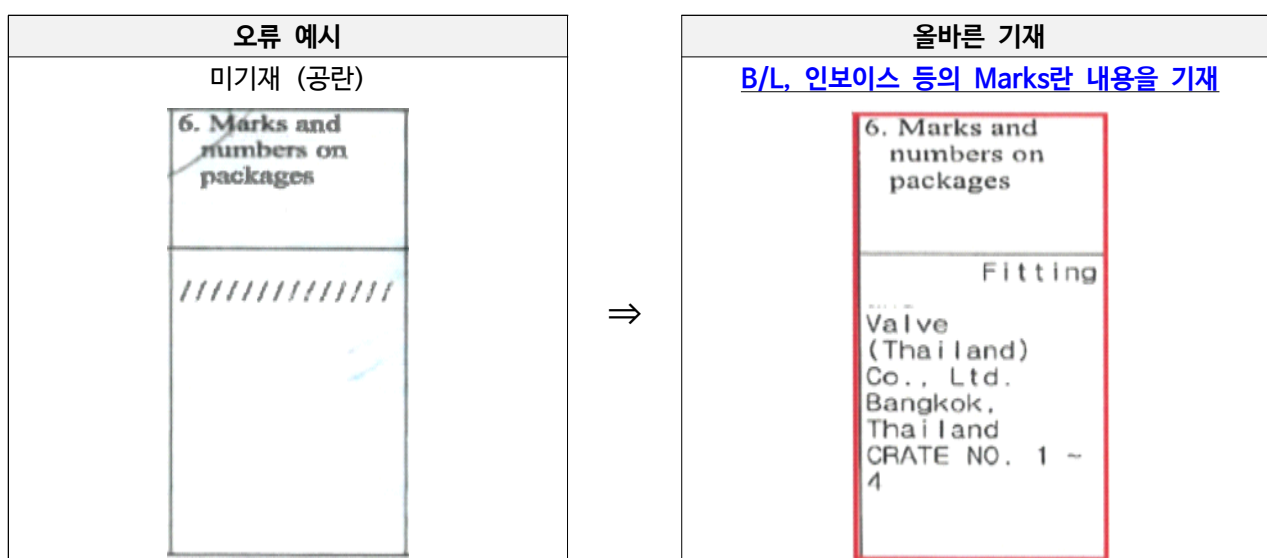 오류 예시
미기재 (공란)
6. Marks and
numbers on
packages
/////////////
⇒
올바른 기재
B/L, 인보이스 등의 Marks란 내용을 기재
6. Marks and
numbers on
packages
Fitting
Valve
(Thailand)
Co., Ltd.
Bangkok,
Thailand
CRATE NO. 1 ~
4